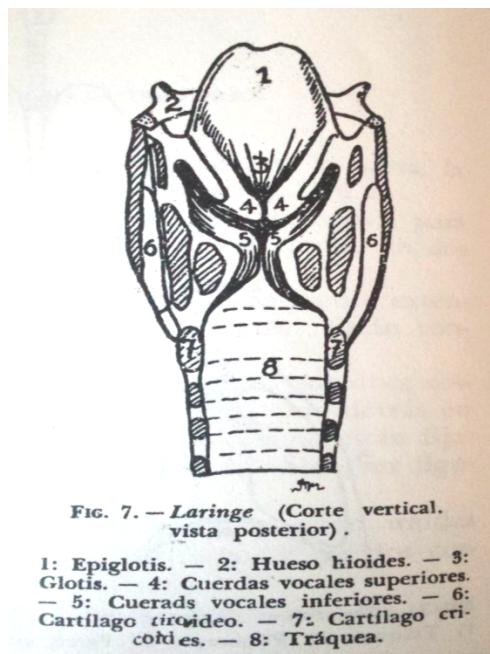 1
2
3
4 4
5 5
6 6
7 7
8
FIG. 7. — Laringe (Corte vertical.
vista posterior).
1: Epiglotis. — 2: Hueso hioides. — 3:
Glotis. — 4: Cuerdas vocales superiores.
— 5: Cuerads vocales inferiores. — 6:
Cartílago tiroideo. — 7: Cartílago cri-
coides. — 8: Tráquea.